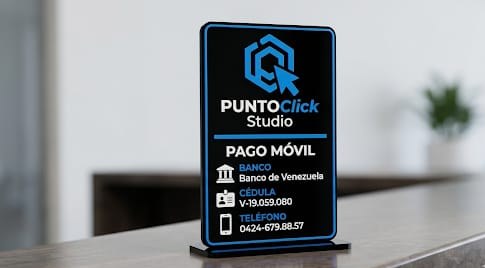 PUNTOClick
Studio
PAGO MÓVIL
BANCO
Banco de Venezuela
CÉDULA
V-19.059.080
TELÉFONO
0424-679.88.57